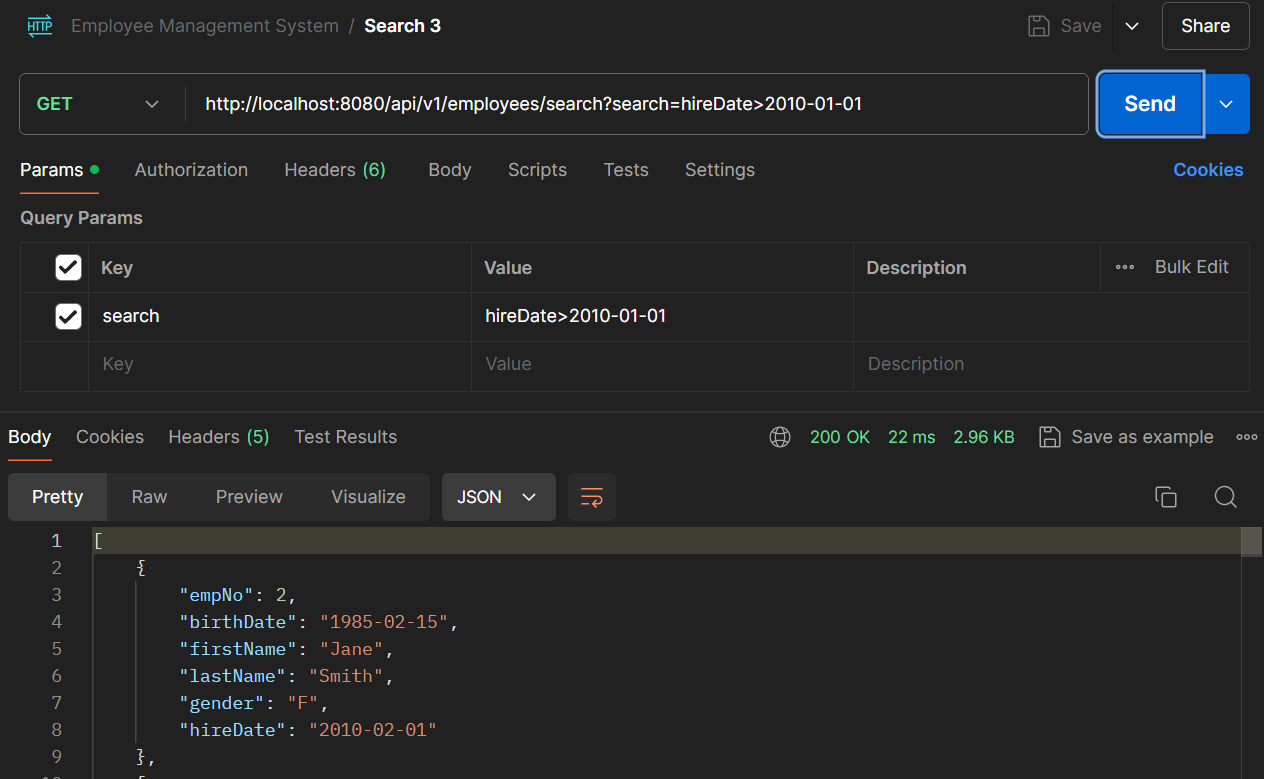 HTTP Employee Management System / Search 3 Save Share
GET http://localhost:8080/api/v1/employees/search?search=hireDate>2010-01-01 Send
Params Authorization Headers (6) Body Scripts Tests Settings Cookies
Query Params
Key Value Description Bulk Edit
search hireDate>2010-01-01
Key Value Description
Body Cookies Headers (5) Test Results 200 OK 22 ms 2.96 KB Save as example
Pretty Raw Preview Visualize JSON
1 [
2 {
3 "empNo": 2,
4 "birthDate": "1985-02-15",
5 "firstName": "Jane",
6 "lastName": "Smith",
7 "gender": "F",
8 "hireDate": "2010-02-01"
9 },